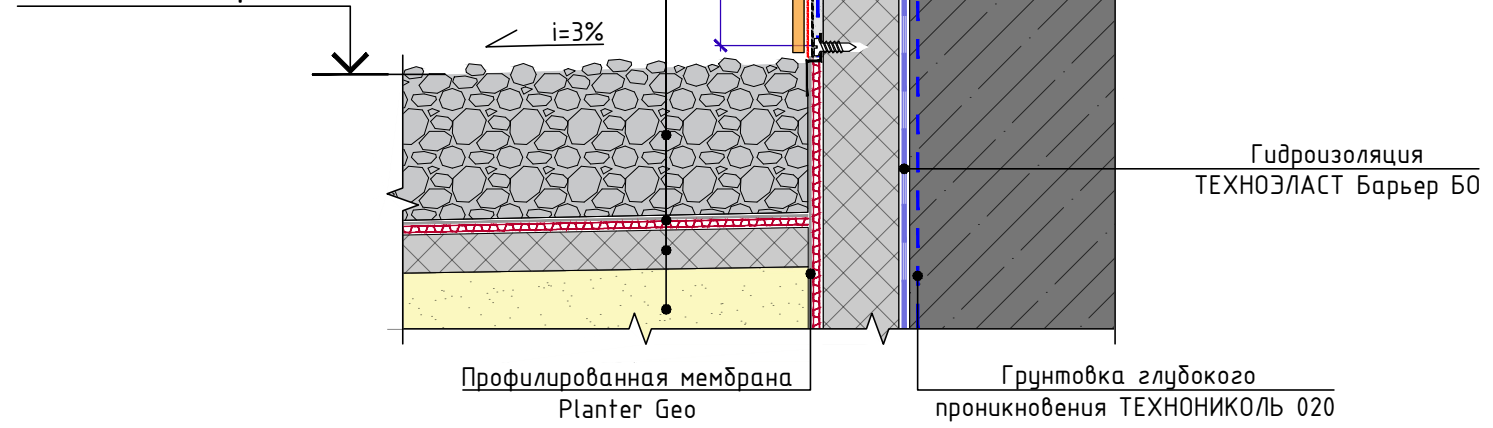 i=3%
Гидроизоляция
ТЕХНОЭЛАСТ Барьер БО
Профилированная мембрана
Planter Geo
Грунтовка глубокого
проникновения ТЕХНОНИКОЛЬ 020